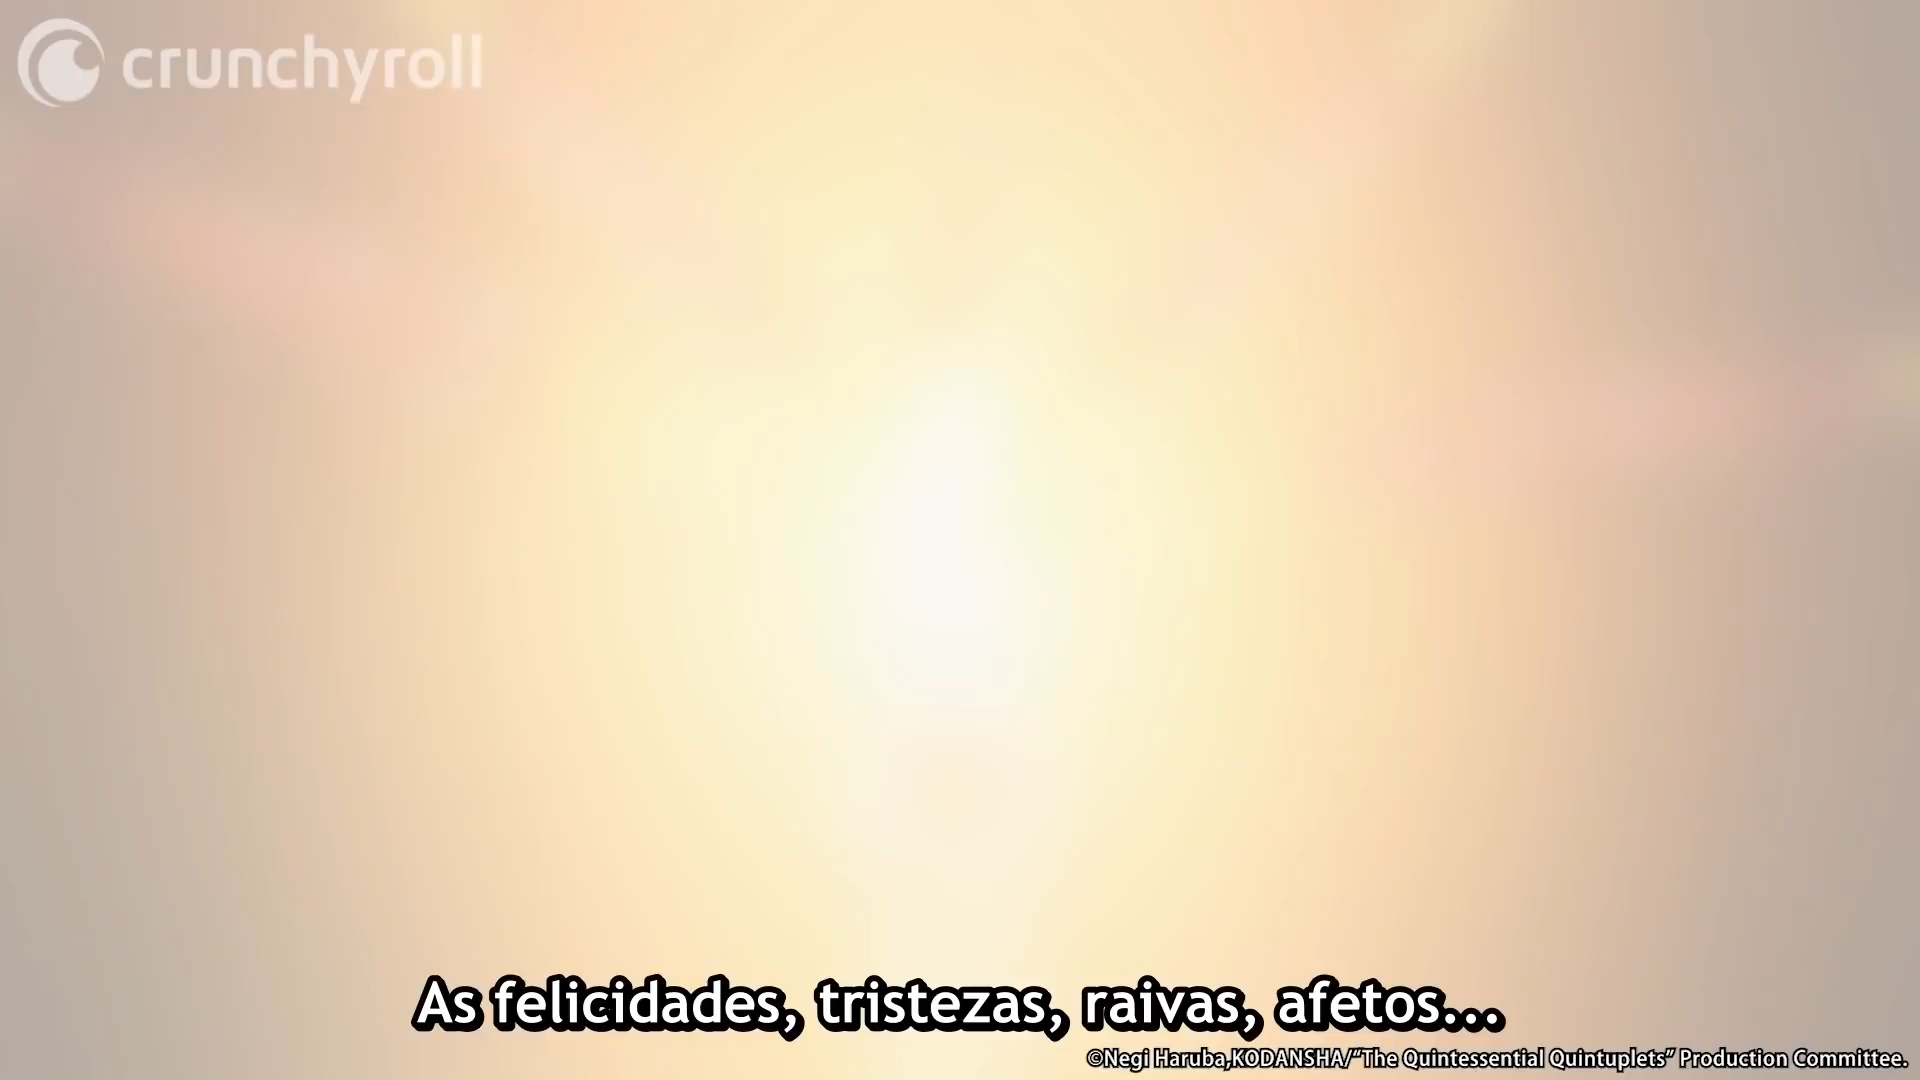 crunchyroll
As felicidades, tristezas, raivas, afetos...
©Negi Haruba,KODANSHA/“The Quintessential Quintuplets” Production Committee.